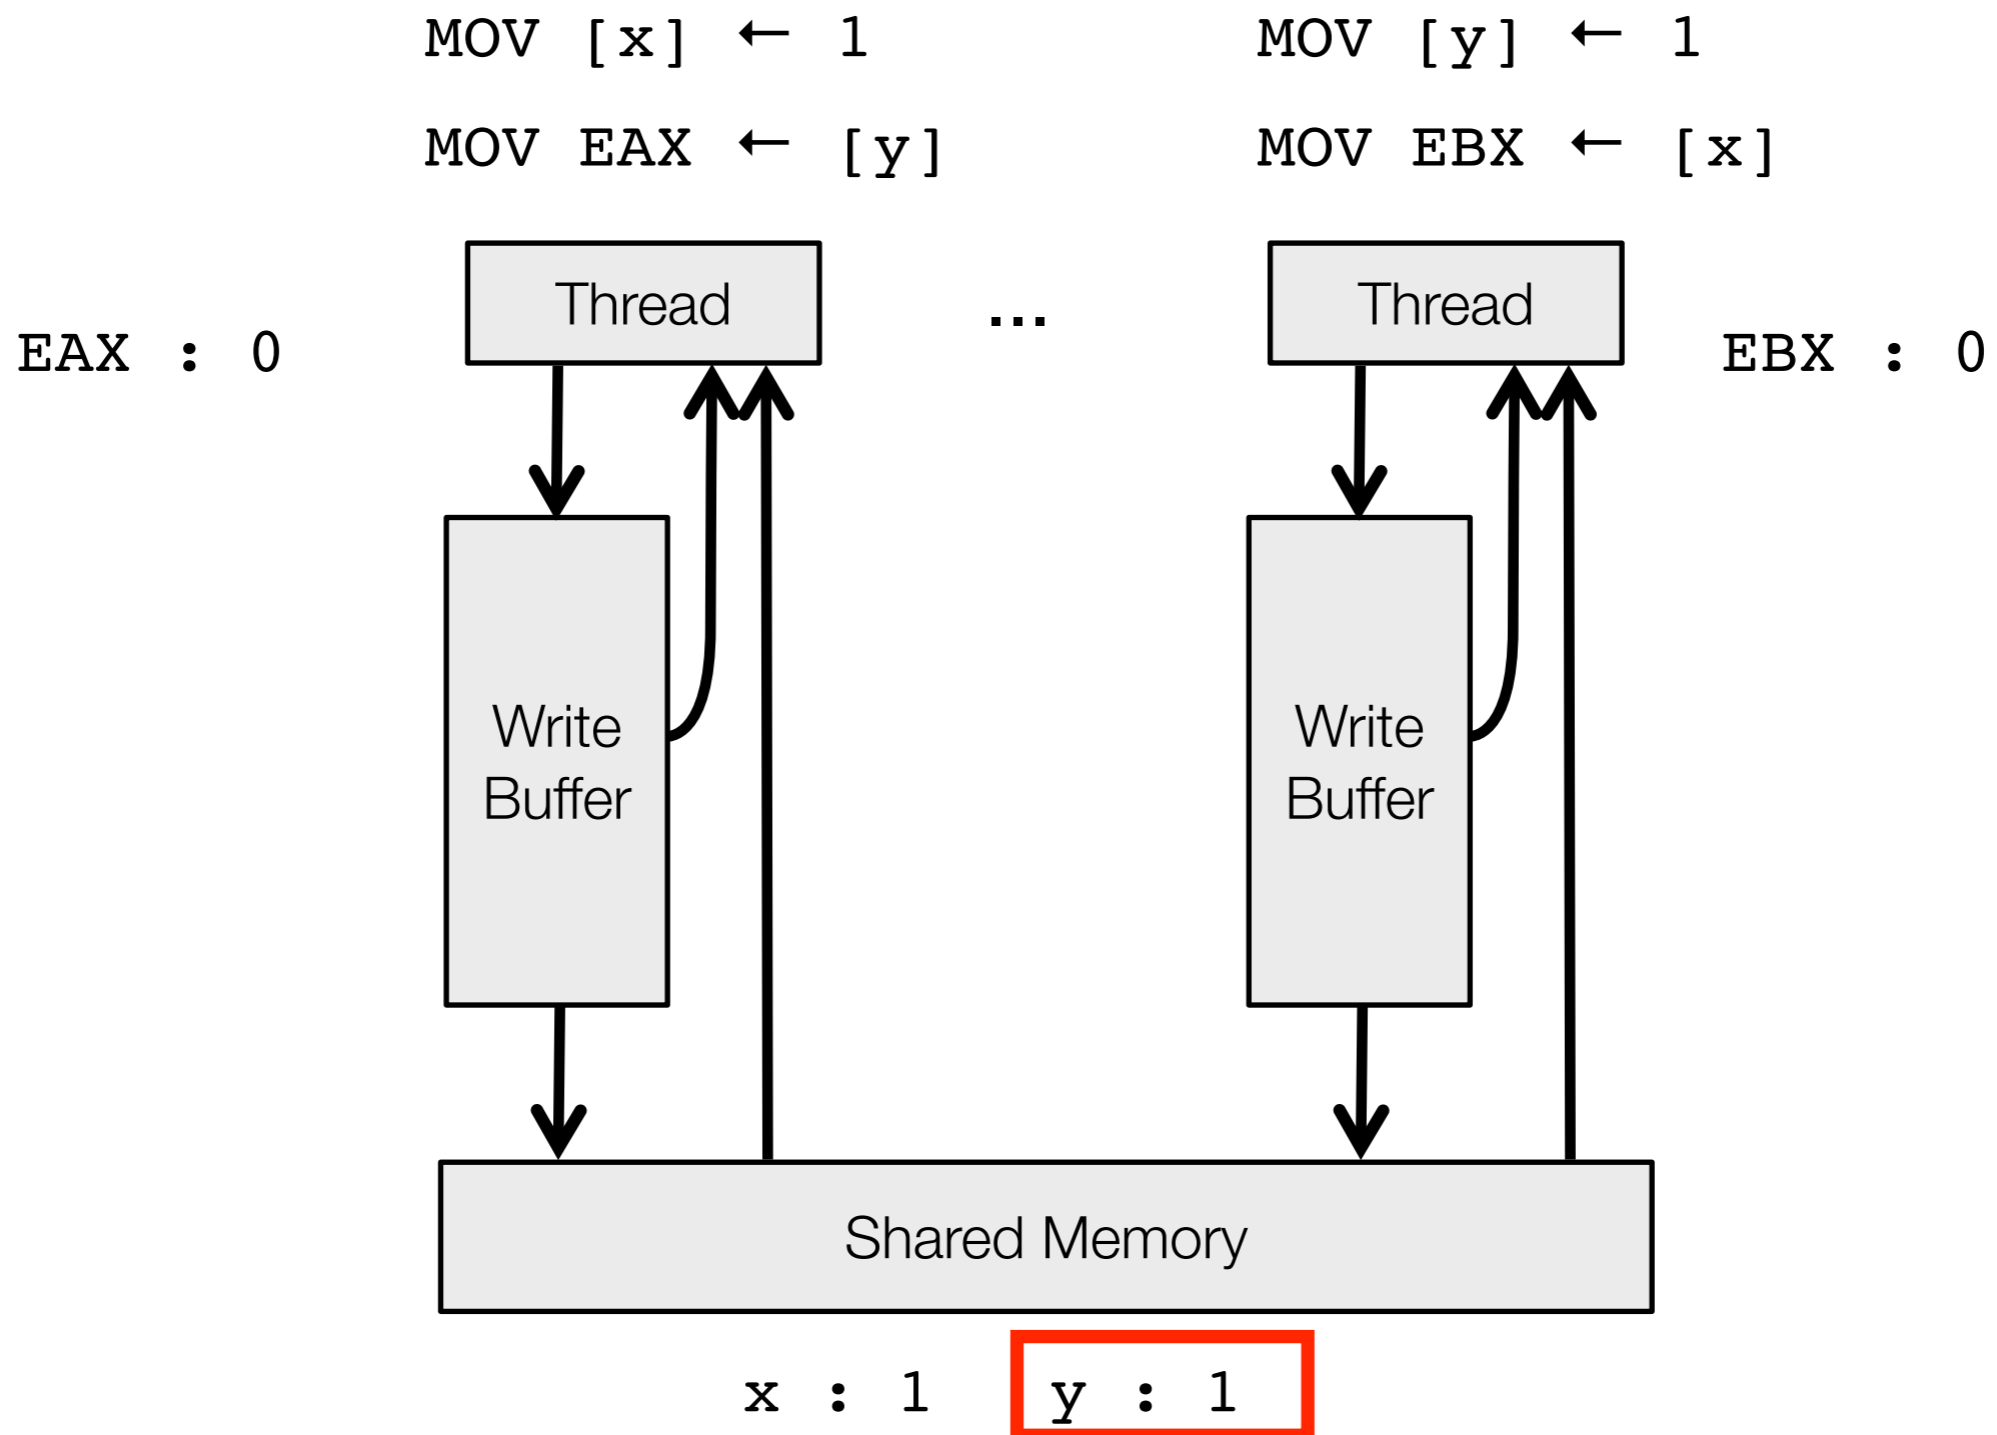 MOV [x] ← 1
MOV [y] ← 1
MOV EAX ← [y]
MOV EBX ← [x]
Thread
...
Thread
EAX : 0
EBX : 0
Write
Buffer
Write
Buffer
Shared Memory
x : 1
y : 1